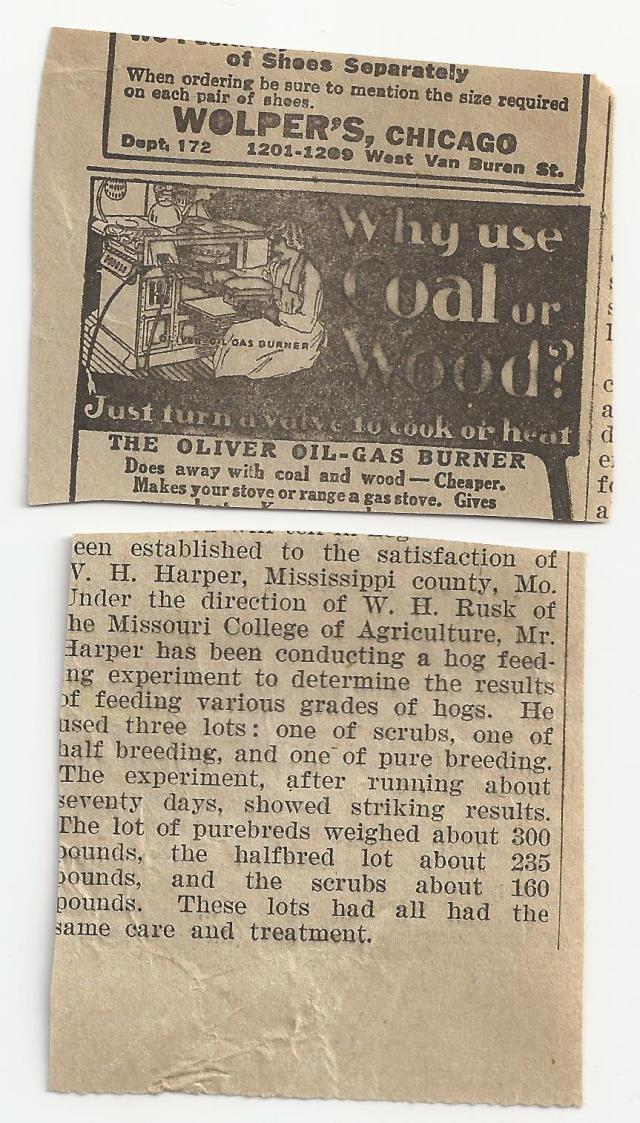 of Shoes Separately
When ordering be sure to mention the size required
on each pair of shoes.
WOLPER'S, CHICAGO
Dept. 172 1201-1209 West Van Buren St.
Why use
Coal or
Wood?
OLIVER OIL GAS BURNER
Just turn a valve to cook or heat
THE OLIVER OIL-GAS BURNER
Does away with coal and wood — Cheaper.
Makes your stove or range a gas stove. Gives
een established to the satisfaction of
V. H. Harper, Mississippi county, Mo.
Under the direction of W. H. Rusk of
he Missouri College of Agriculture, Mr.
Harper has been conducting a hog feed-
ng experiment to determine the results
of feeding various grades of hogs. He
used three lots: one of scrubs, one of
half breeding, and one of pure breeding.
The experiment, after running about
seventy days, showed striking results.
The lot of purebreds weighed about 300
pounds, the halfbred lot about 235
pounds, and the scrubs about 160
pounds. These lots had all had the
same care and treatment.